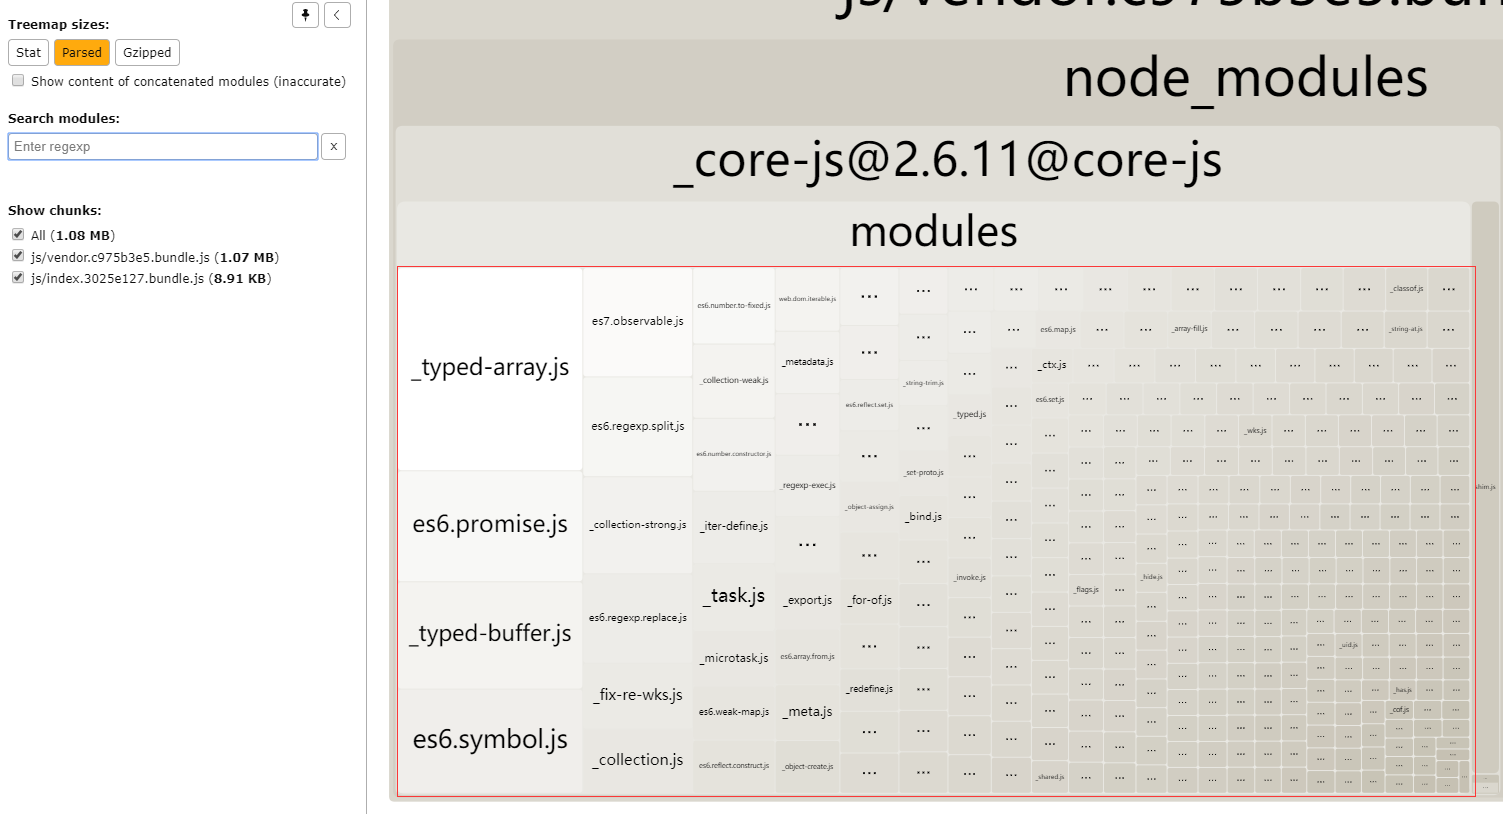 Treemap sizes:
Stat
Parsed
Gzipped
Show content of concatenated modules (inaccurate)
Search modules:
Enter regexp
x
Show chunks:
All (1.08 MB)
js/vendor.c975b3e5.bundle.js (1.07 MB)
js/index.3025e127.bundle.js (8.91 KB)
js/vendor.c975b3e5.bun
node_modules
_core-js@2.6.11@core-js
modules
_typed-array.js
es6.promise.js
_typed-buffer.js
es6.symbol.js
es7.observable.js
es6.regexp.split.js
_collection-strong.js
es6.regexp.replace.js
_fix-re-wks.js
_collection.js
es6.number.to-fixed.js
_collection-weak.js
es6.number.constructor.js
_iter-define.js
_task.js
_microtask.js
es6.weak-map.js
es6.reflect.construct.js
web.dom.iterable.js
_metadata.js
...
_regexp-exec.js
...
_export.js
es6.array.from.js
_meta.js
_object-create.js
es6.reflect.set.js
_object-assign.js
_for-of.js
_redefine.js
_string-trim.js
_set-proto.js
_bind.js
_typed.js
_invoke.js
es6.map.js
_ctx.js
es6.set.js
_shared.js
_flags.js
_hide.js
_array-fill.js
_wks.js
_classof.js
_string-at.js
_uid.js
_has.js
_cof.js
shim.js